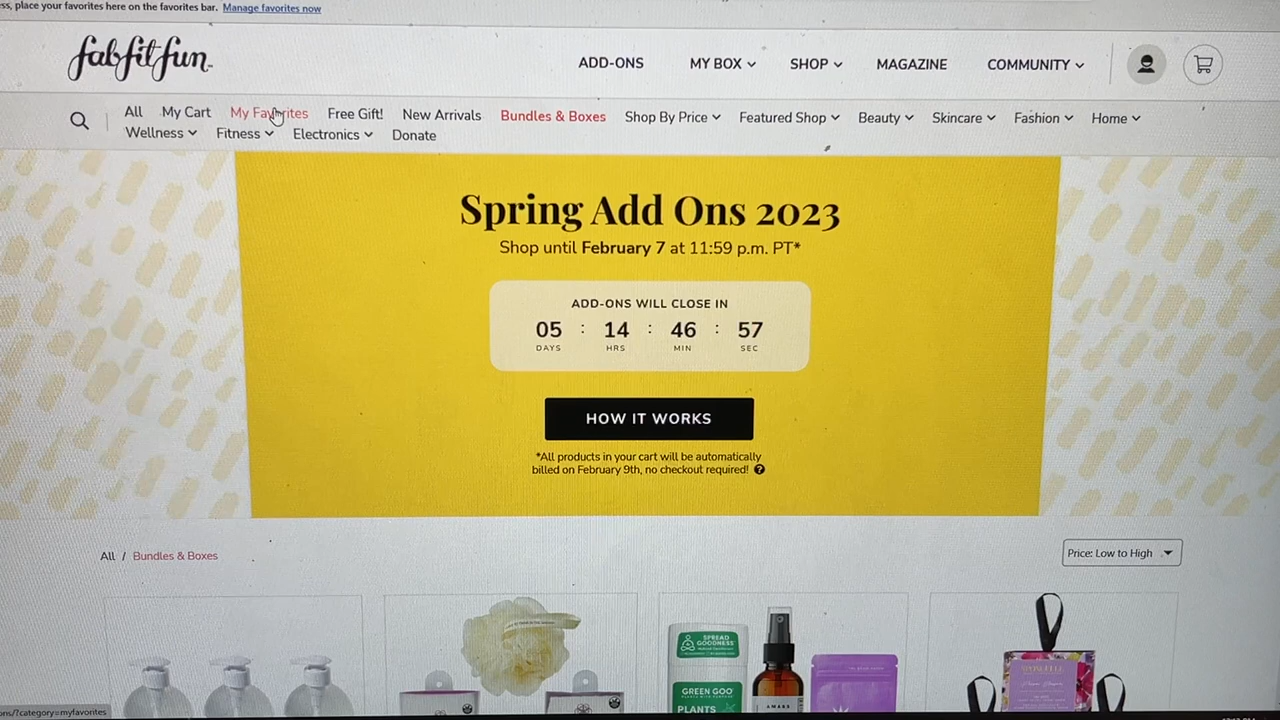 ss, place your favorites here on the favorites bar. Manage favorites now
fabfitfun
ADD-ONS MY BOX SHOP MAGAZINE COMMUNITY
All My Cart My Favorites Free Gift! New Arrivals Bundles & Boxes Shop By Price Featured Shop Beauty Skincare Fashion Home
Wellness Fitness Electronics Donate
Spring Add Ons 2023
Shop until February 7 at 11:59 p.m. PT*
ADD-ONS WILL CLOSE IN
05 : 14 : 46 : 57
DAYS HRS MIN SEC
HOW IT WORKS
*All products in your cart will be automatically
billed on February 9th, no checkout required! ?
All / Bundles & Boxes
Price: Low to High
SPREAD
GOODNESS
GREEN GOO
PLANTS
ons/?category=myfavorites